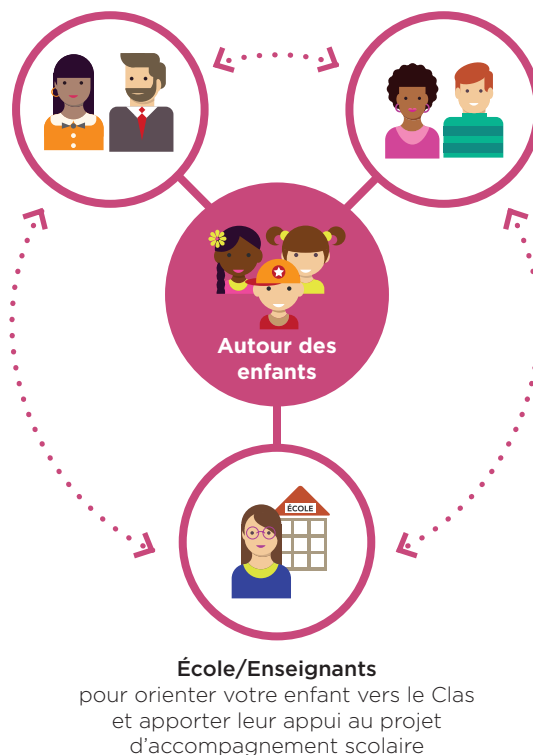 Autour des
enfants
ÉCOLE
École/Enseignants
pour orienter votre enfant vers le Clas
et apporter leur appui au projet
d’accompagnement scolaire